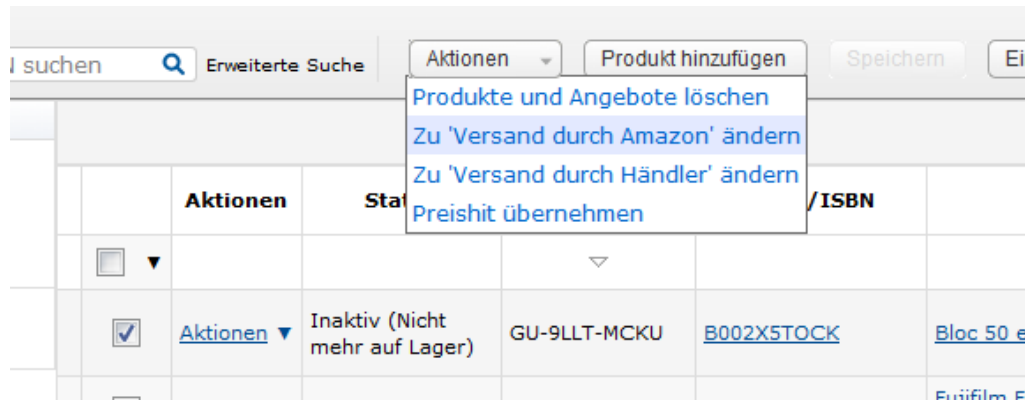 suchen Erweiterte Suche Aktionen Produkt hinzufügen Speichern
Produkte und Angebote löschen
Zu 'Versand durch Amazon' ändern
Zu 'Versand durch Händler' ändern
Preishit übernehmen
Aktionen /ISBN
Inaktiv (Nicht
mehr auf Lager)
Aktionen GU-9LLT-MCKU B002X5TOCK Bloc 50